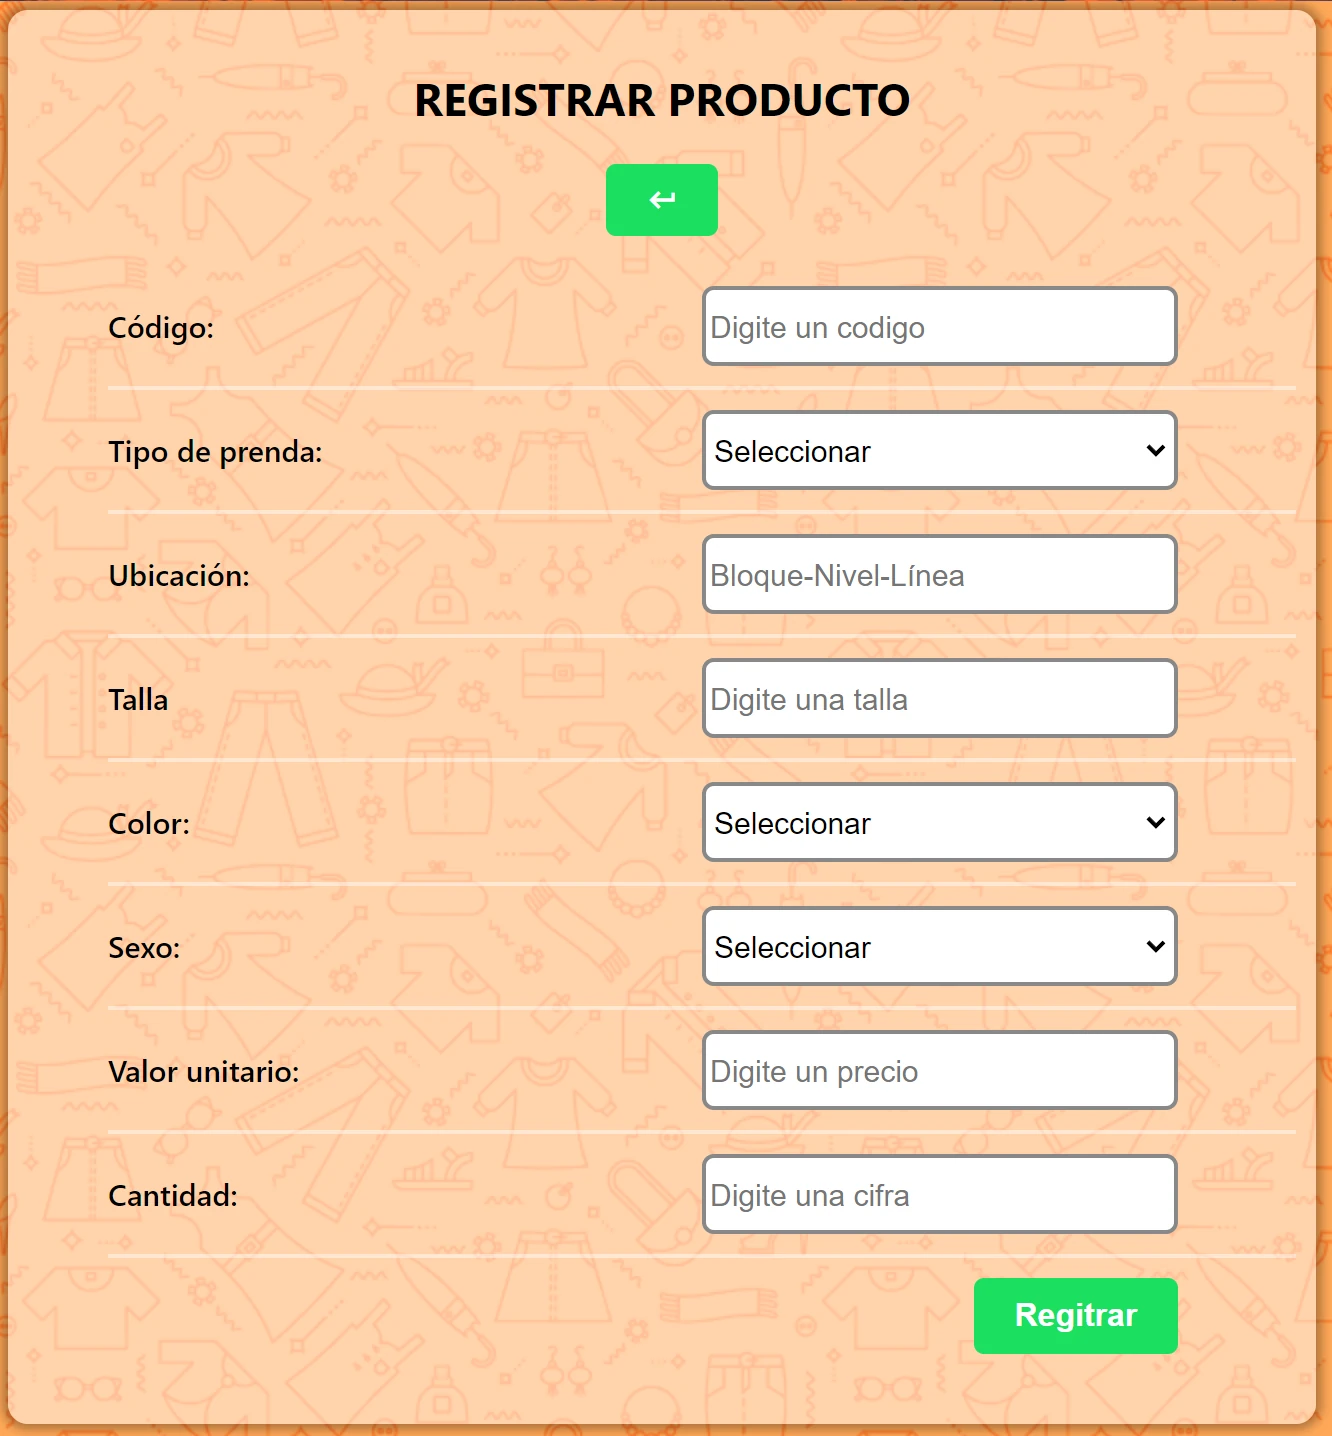 REGISTRAR PRODUCTO
↵
Código: Digite un codigo
Tipo de prenda: Seleccionar
Ubicación: Bloque-Nivel-Línea
Talla Digite una talla
Color: Seleccionar
Sexo: Seleccionar
Valor unitario: Digite un precio
Cantidad: Digite una cifra
Regitrar